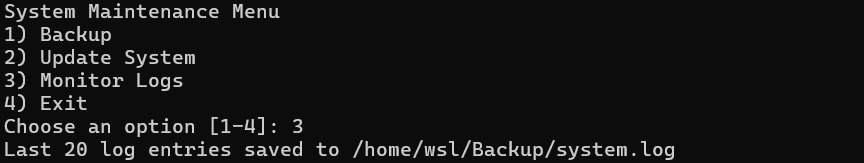 System Maintenance Menu
1) Backup
2) Update System
3) Monitor Logs
4) Exit
Choose an option [1-4]: 3
Last 20 log entries saved to /home/wsl/Backup/system.log